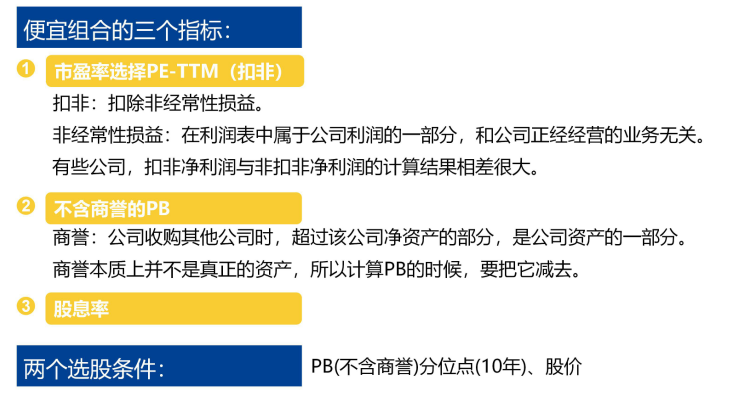 便宜组合的三个指标：
1 市盈率选择PE-TTM（扣非）
扣非：扣除非经常性损益。
非经常性损益：在利润表中属于公司利润的一部分，和公司正经经营的业务无关。
有些公司，扣非净利润与非扣非净利润的计算结果相差很大。
2 不含商誉的PB
商誉：公司收购其他公司时，超过该公司净资产的部分，是公司资产的一部分。
商誉本质上并不是真正的资产，所以计算PB的时候，要把它减去。
3 股息率
两个选股条件： PB(不含商誉)分位点(10年)、股价